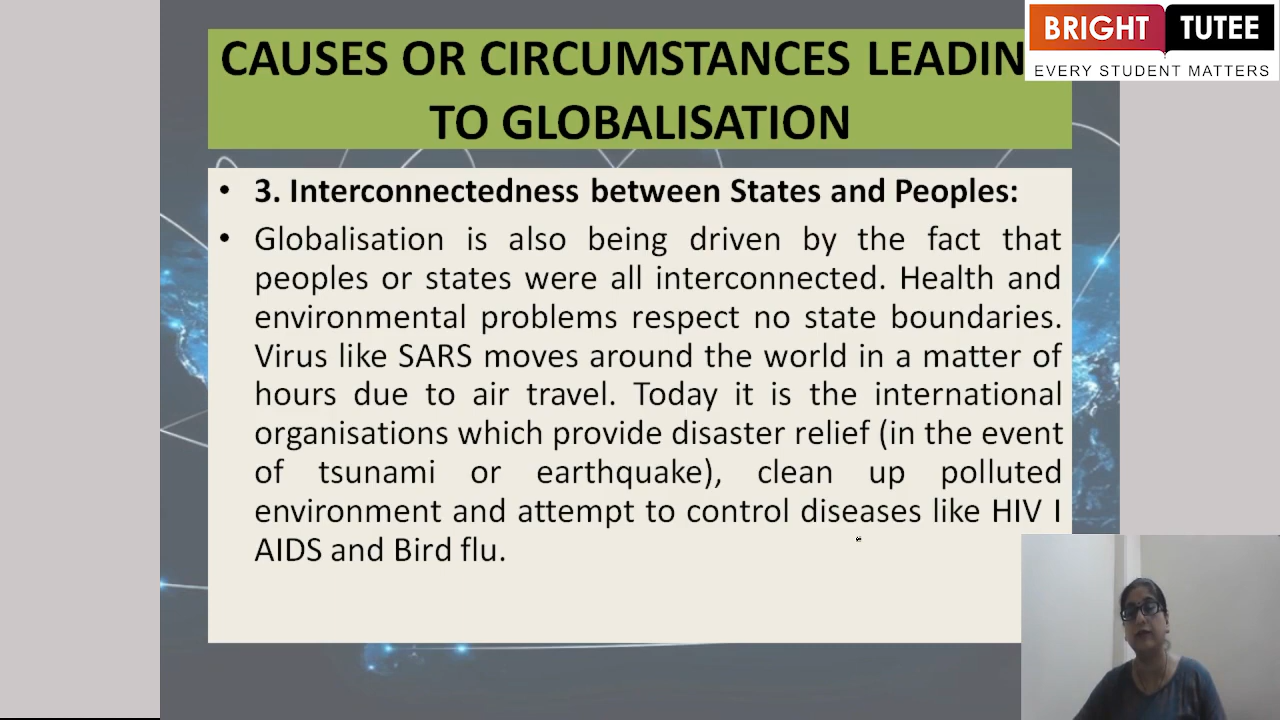 BRIGHT TUTEE
EVERY STUDENT MATTERS
CAUSES OR CIRCUMSTANCES LEADIN
TO GLOBALISATION
• 3. Interconnectedness between States and Peoples:
• Globalisation is also being driven by the fact that
peoples or states were all interconnected. Health and
environmental problems respect no state boundaries.
Virus like SARS moves around the world in a matter of
hours due to air travel. Today it is the international
organisations which provide disaster relief (in the event
of tsunami or earthquake), clean up polluted
environment and attempt to control diseases like HIV I
AIDS and Bird flu.